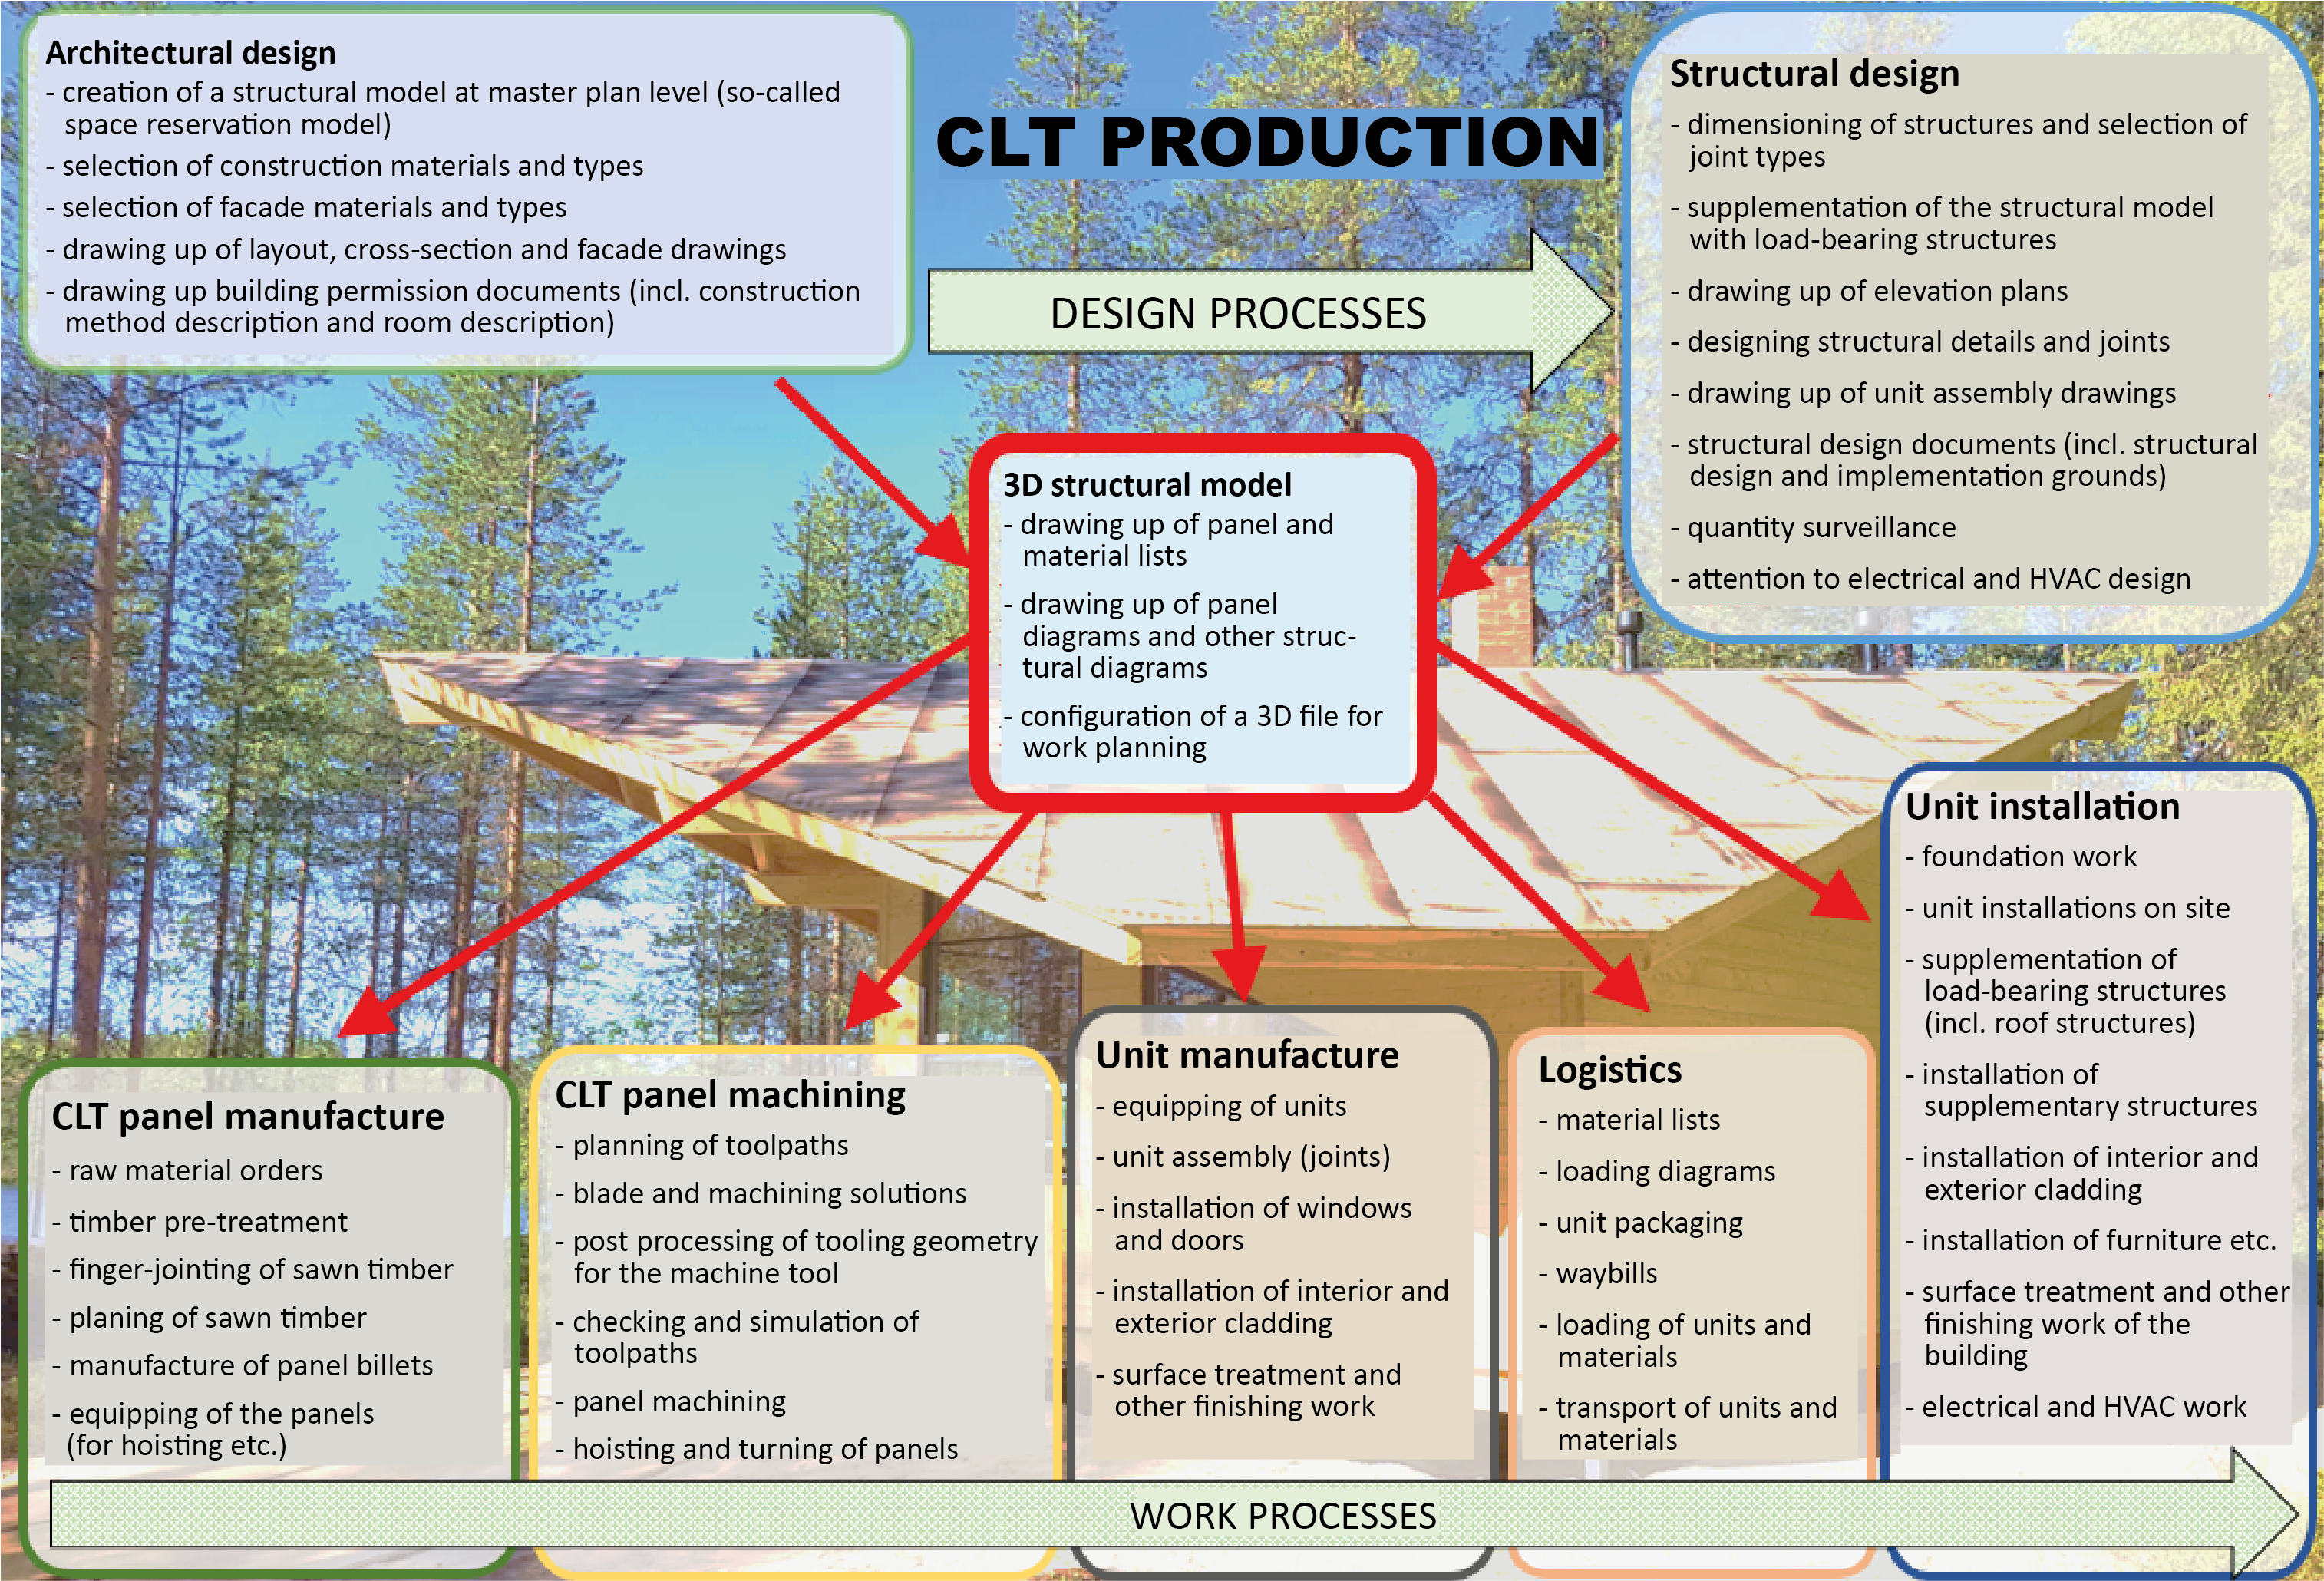 Architectural design
- creation of a structural model at master plan level (so-called
space reservation model)
- selection of construction materials and types
- selection of facade materials and types
- drawing up of layout, cross-section and facade drawings
- drawing up building permission documents (incl. construction
method description and room description)
CLT PRODUCTION
DESIGN PROCESSES
Structural design
- dimensioning of structures and selection of
joint types
- supplementation of the structural model
with load-bearing structures
- drawing up of elevation plans
- designing structural details and joints
- drawing up of unit assembly drawings
- structural design documents (incl. structural
design and implementation grounds)
- quantity surveillance
- attention to electrical and HVAC design
3D structural model
- drawing up of panel and
material lists
- drawing up of panel
diagrams and other struc-
tural diagrams
- configuration of a 3D file for
work planning
CLT panel manufacture
- raw material orders
- timber pre-treatment
- finger-jointing of sawn timber
- planing of sawn timber
- manufacture of panel billets
- equipping of the panels
(for hoisting etc.)
CLT panel machining
- planning of toolpaths
- blade and machining solutions
- post processing of tooling geometry
for the machine tool
- checking and simulation of
toolpaths
- panel machining
- hoisting and turning of panels
Unit manufacture
- equipping of units
- unit assembly (joints)
- installation of windows
and doors
- installation of interior and
exterior cladding
- surface treatment and
other finishing work
Logistics
- material lists
- loading diagrams
- unit packaging
- waybills
- loading of units and
materials
- transport of units and
materials
Unit installation
- foundation work
- unit installations on site
- supplementation of
load-bearing structures
(incl. roof structures)
- installation of
supplementary structures
- installation of interior and
exterior cladding
- installation of furniture etc.
- surface treatment and other
finishing work of the
building
- electrical and HVAC work
WORK PROCESSES